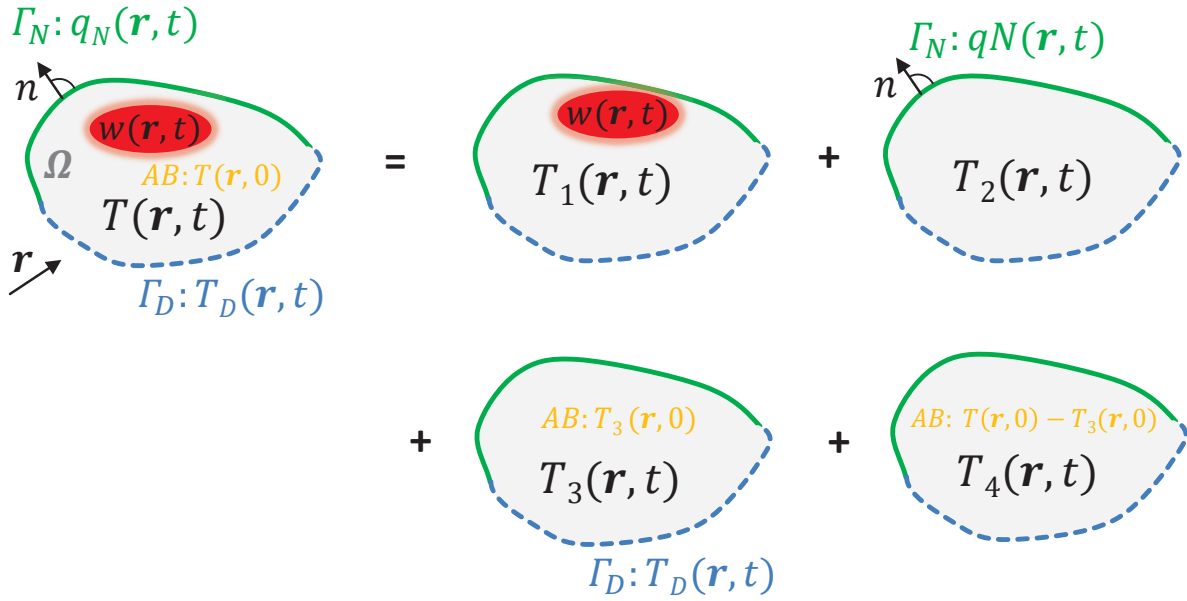 Γ_N: q_N(r, t)
n
w(r, t)
Ω
AB: T(r, 0)
T(r, t)
r
Γ_D: T_D(r, t)
=
w(r, t)
T_1(r, t)
+
Γ_N: qN(r, t)
n
T_2(r, t)
+
AB: T_3(r, 0)
T_3(r, t)
Γ_D: T_D(r, t)
+
AB: T(r, 0) − T_3(r, 0)
T_4(r, t)